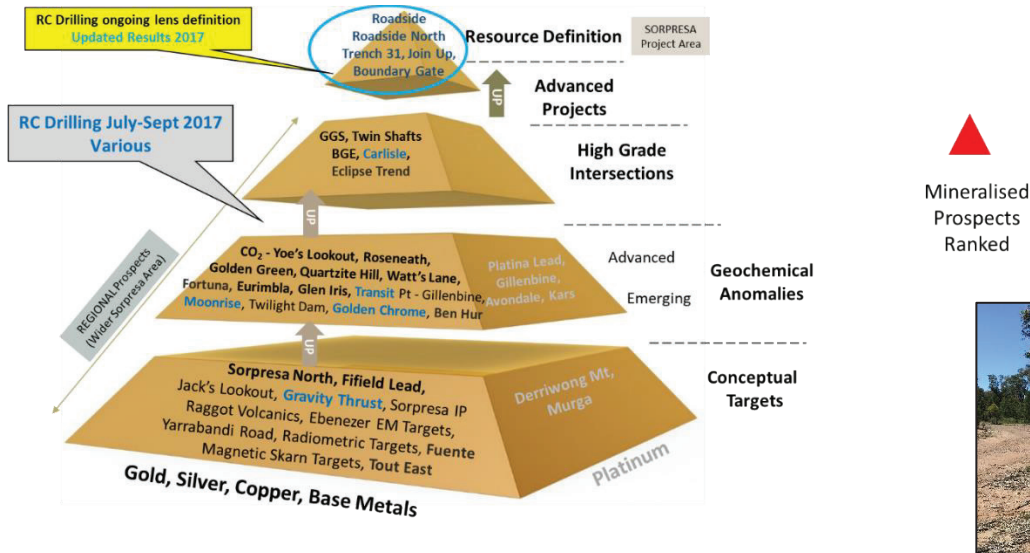 RC Drilling ongoing lens definition
Updated Results 2017
Roadside
Roadside North
Trench 31, Join Up,
Boundary Gate
Resource Definition
SORPRESA
Project Area
UP
Advanced
Projects
RC Drilling July-Sept 2017
Various
GGS, Twin Shafts
BGE, Carlisle,
Eclipse Trend
High Grade
Intersections
Mineralised
Prospects
Ranked
UP
REGIONAL Prospects
(Wider Sorpresa Area)
CO₂ - Yoe's Lookout, Roseneath,
Golden Green, Quartzite Hill, Watt's Lane,
Fortuna, Eurimbla, Glen Iris, Transit Pt - Gillenbine,
Moonrise, Twilight Dam, Golden Chrome, Ben Hur
Platina Lead,
Gillenbine,
Avondale, Kars
Advanced
Emerging
Geochemical
Anomalies
UP
Sorpresa North, Fifield Lead,
Jack's Lookout, Gravity Thrust, Sorpresa IP
Raggot Volcanics, Ebenezer EM Targets,
Yarrabandi Road, Radiometric Targets, Fuente
Magnetic Skarn Targets, Tout East
Derriwong Mt,
Murga
Conceptual
Targets
Gold, Silver, Copper, Base Metals
Platinum